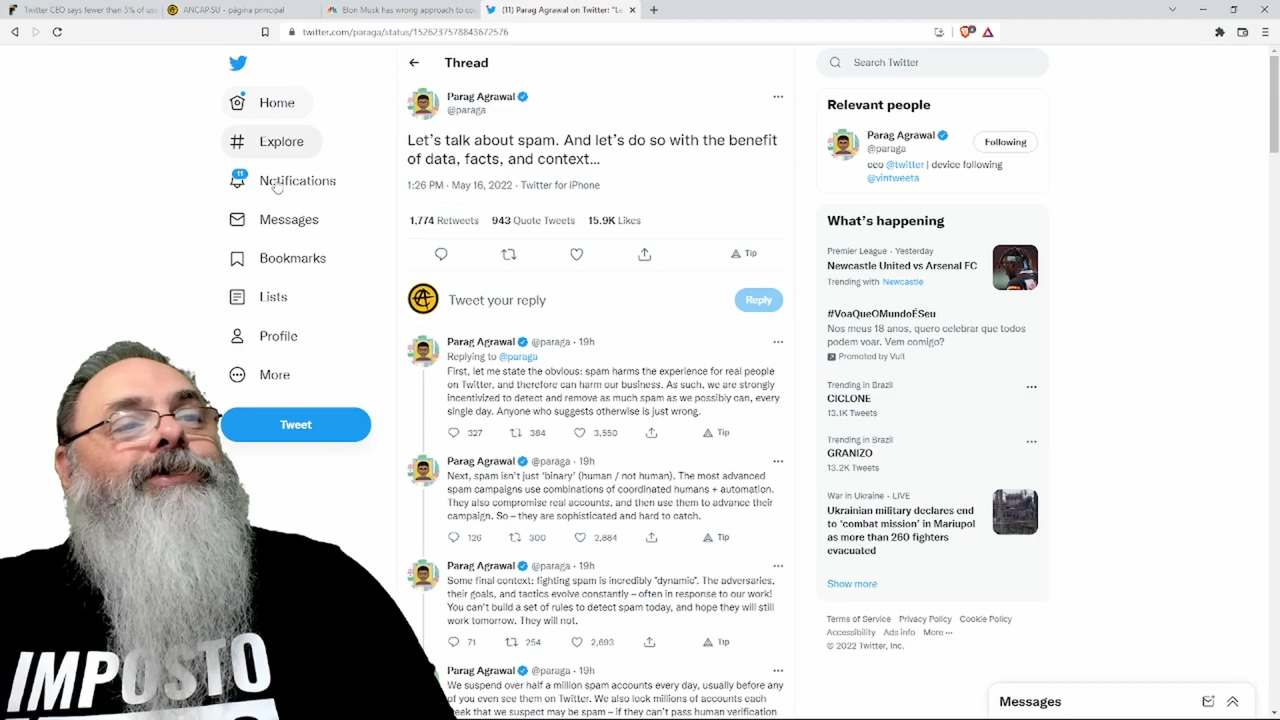 Twitter CEO says fewer than 5% of use
ANCAP.SU - página principal
Elon Musk has wrong approach to co
(11) Parag Agrawal on Twitter: "Le
twitter.com/paraga/status/1526237578843672576
Home
Explore
11
Notifications
Messages
Bookmarks
Lists
Profile
More
Tweet
IMPOSTO
Thread
Parag Agrawal
@paraga
Let's talk about spam. And let's do so with the benefit
of data, facts, and context...
1:26 PM · May 16, 2022 · Twitter for iPhone
1,774 Retweets 943 Quote Tweets 15.9K Likes
Tip
Tweet your reply
Reply
Parag Agrawal @paraga · 19h
Replying to @paraga
First, let me state the obvious: spam harms the experience for real people
on Twitter, and therefore can harm our business. As such, we are strongly
incentivized to detect and remove as much spam as we possibly can, every
single day. Anyone who suggests otherwise is just wrong.
327 384 3,550 Tip
Parag Agrawal @paraga · 19h
Next, spam isn't just 'binary' (human / not human). The most advanced
spam campaigns use combinations of coordinated humans + automation.
They also compromise real accounts, and then use them to advance their
campaign. So – they are sophisticated and hard to catch.
126 300 2,884 Tip
Parag Agrawal @paraga · 19h
Some final context: fighting spam is incredibly *dynamic*. The adversaries,
their goals, and tactics evolve constantly – often in response to our work!
You can't build a set of rules to detect spam today, and hope they will still
work tomorrow. They will not.
71 254 2,693 Tip
Parag Agrawal @paraga · 19h
We suspend over half a million spam accounts every day, usually before any
of you even see them on Twitter. We also lock millions of accounts each
week that we suspect may be spam – if they can't pass human verification
Search Twitter
Relevant people
Parag Agrawal
@paraga
Following
ceo @twitter | device following
@vintweeta
What's happening
Premier League · Yesterday
Newcastle United vs Arsenal FC
Trending with Newcastle
#VoaQueOMundoÉSeu
Nos meus 18 anos, quero celebrar que todos
podem voar. Vem comigo?
Promoted by Vult
Trending in Brazil
CICLONE
13.1K Tweets
Trending in Brazil
GRANIZO
13.2K Tweets
War in Ukraine · LIVE
Ukrainian military declares end
to 'combat mission' in Mariupol
as more than 260 fighters
evacuated
Show more
Terms of Service Privacy Policy Cookie Policy
Accessibility Ads info More ···
© 2022 Twitter, Inc.
Messages